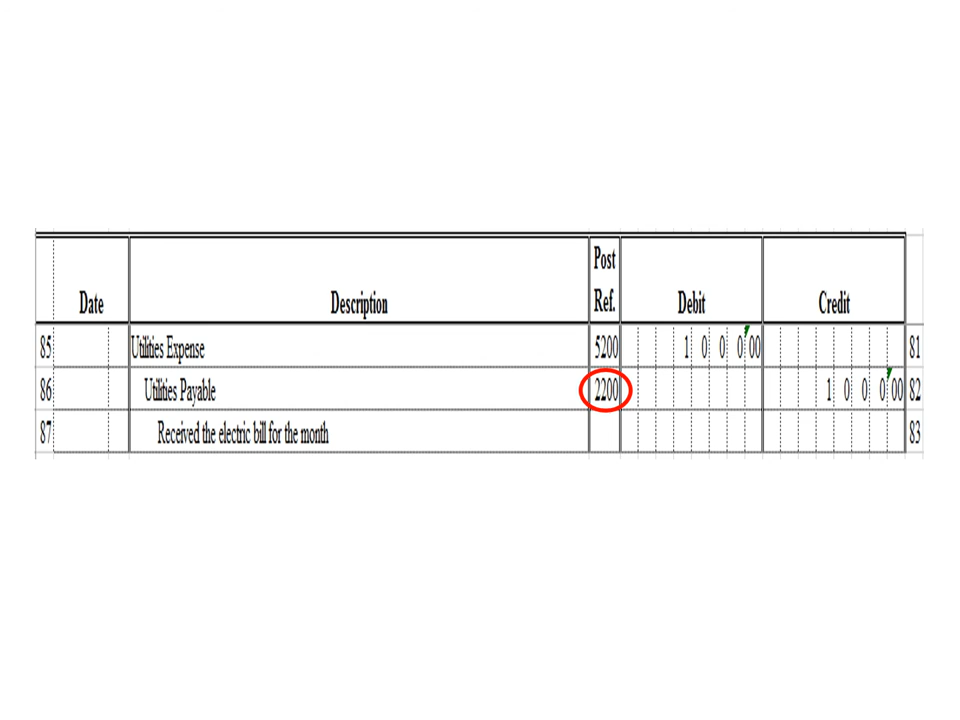 Date Description Post Ref. Debit Credit
85 Utilities Expense 5200 1 0 0 0 00 81
86 Utilities Payable 2200 1 0 0 0 00 82
87 Received the electric bill for the month 83